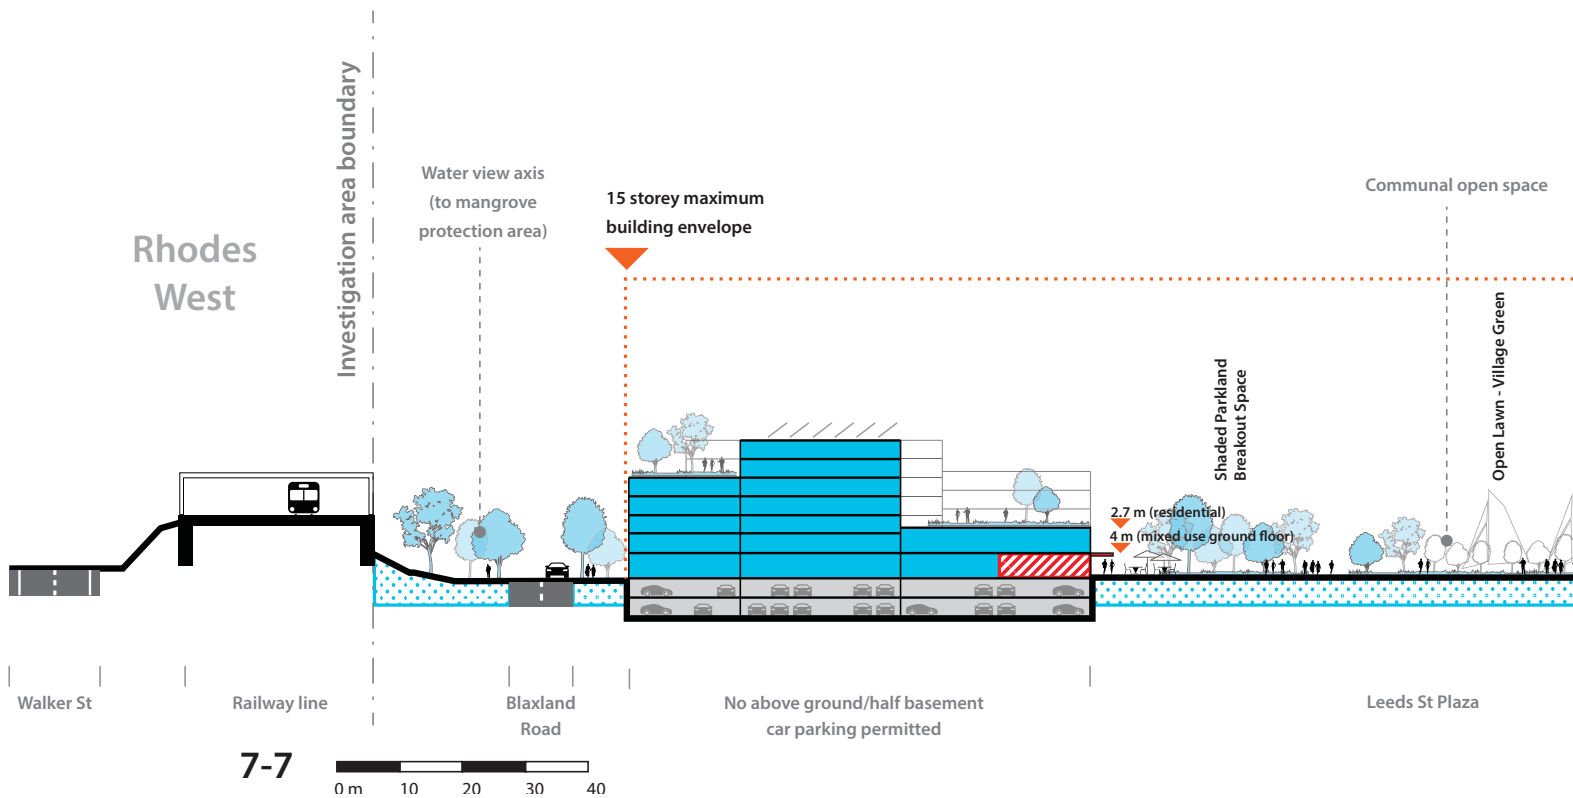 Rhodes
West
Investigation area boundary
Water view axis
(to mangrove
protection area)
15 storey maximum
building envelope
Communal open space
Shaded Parkland
Breakout Space
Open Lawn - Village Green
2.7 m (residential)
4 m (mixed use ground floor)
Walker St
Railway line
Blaxland
Road
No above ground/half basement
car parking permitted
Leeds St Plaza
7-7
0 m 10 20 30 40